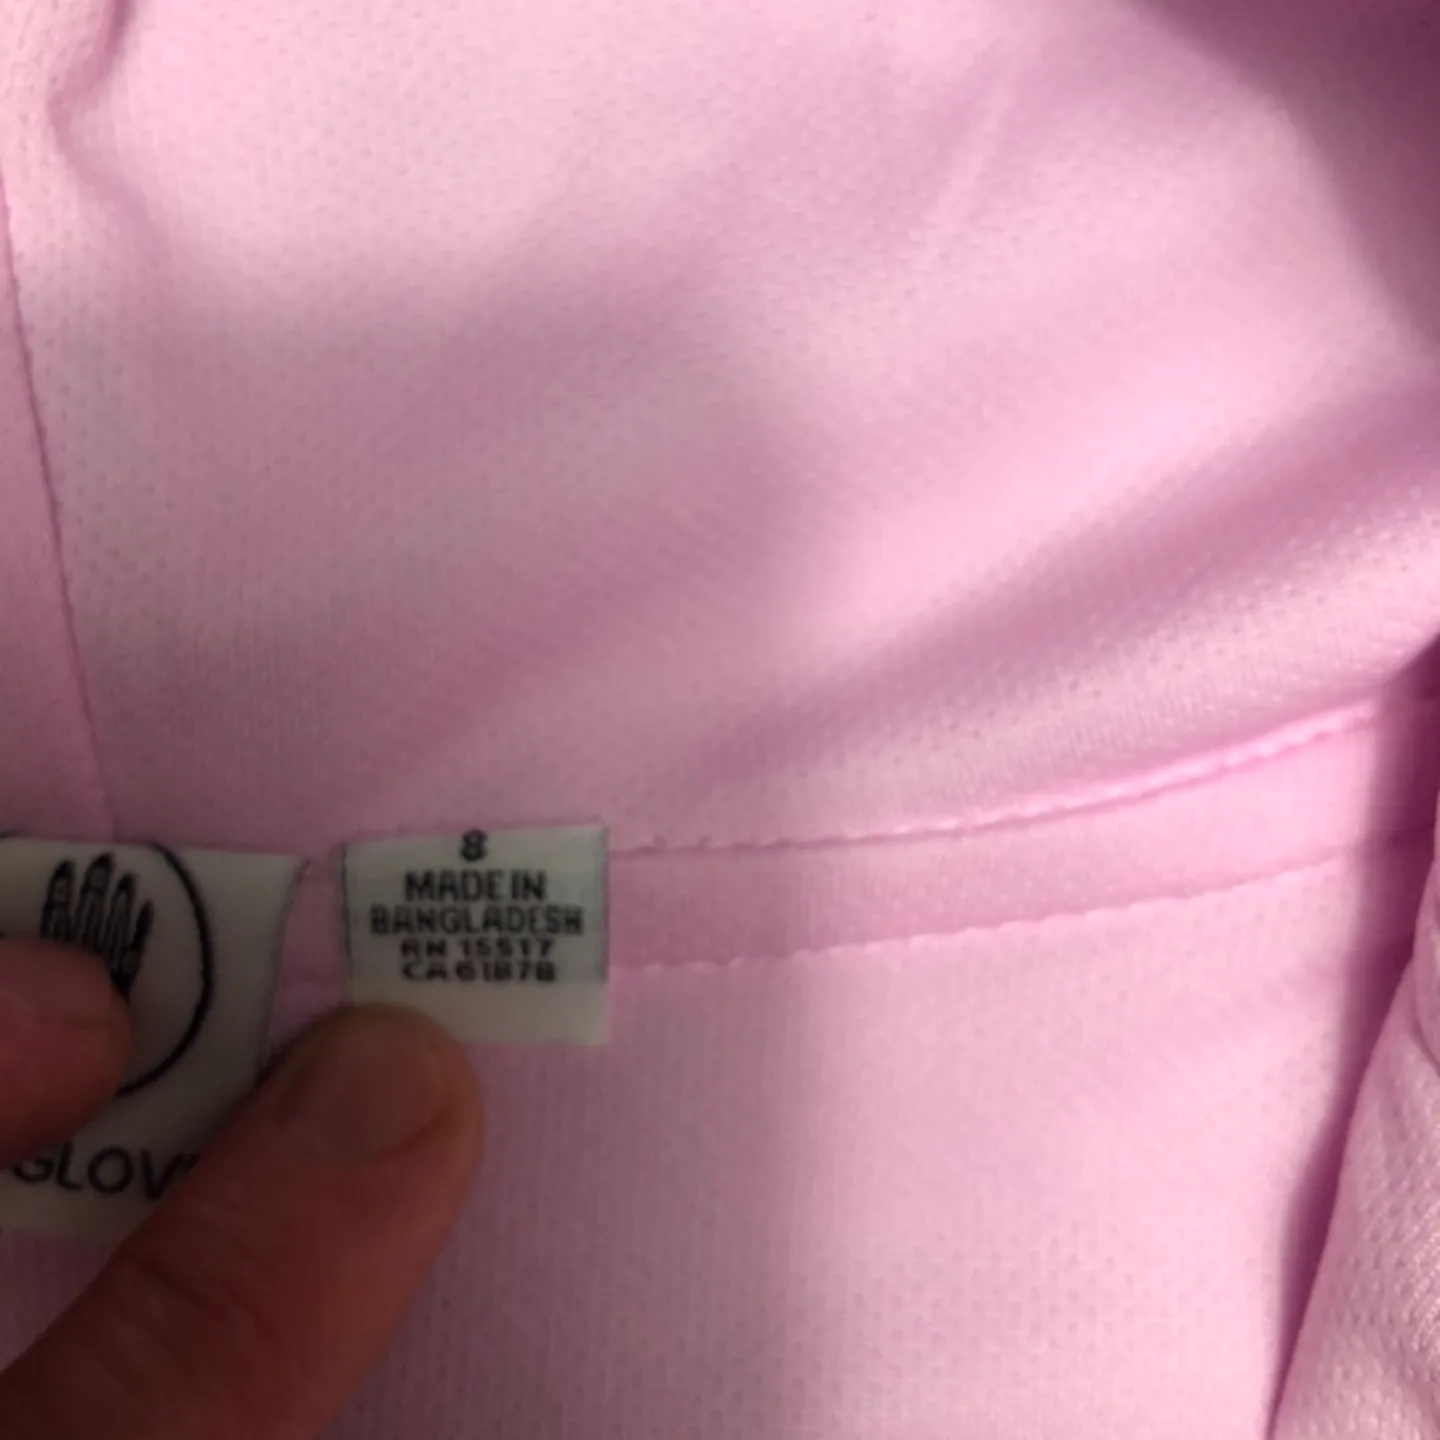 8
MADE IN
BANGLADESH
RN 15517
CA 61878
GLOV